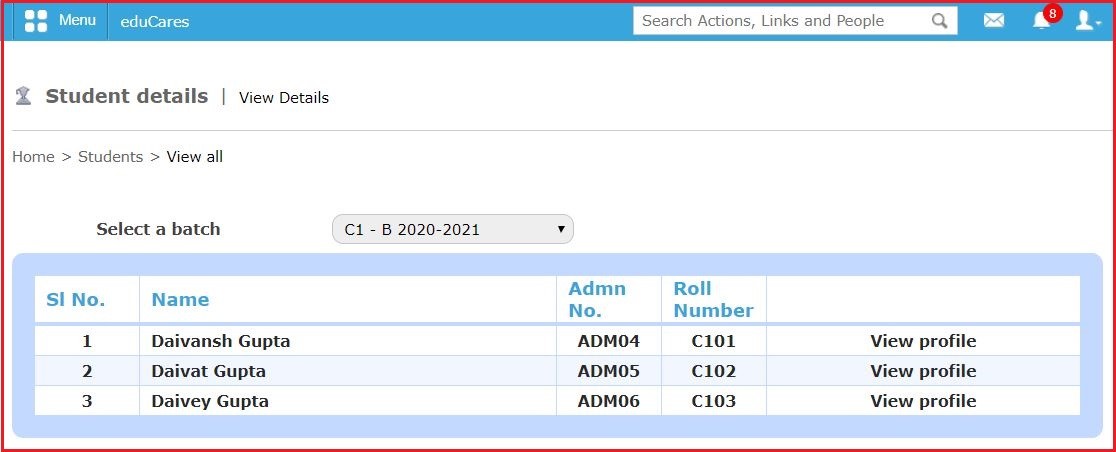 Menu educares Search Actions, Links and People 8
Student details | View Details
Home > Students > View all
Select a batch C1 - B 2020-2021
Sl No. Name Admn No. Roll Number
1 Daivansh Gupta ADM04 C101 View profile
2 Daivat Gupta ADM05 C102 View profile
3 Daivey Gupta ADM06 C103 View profile